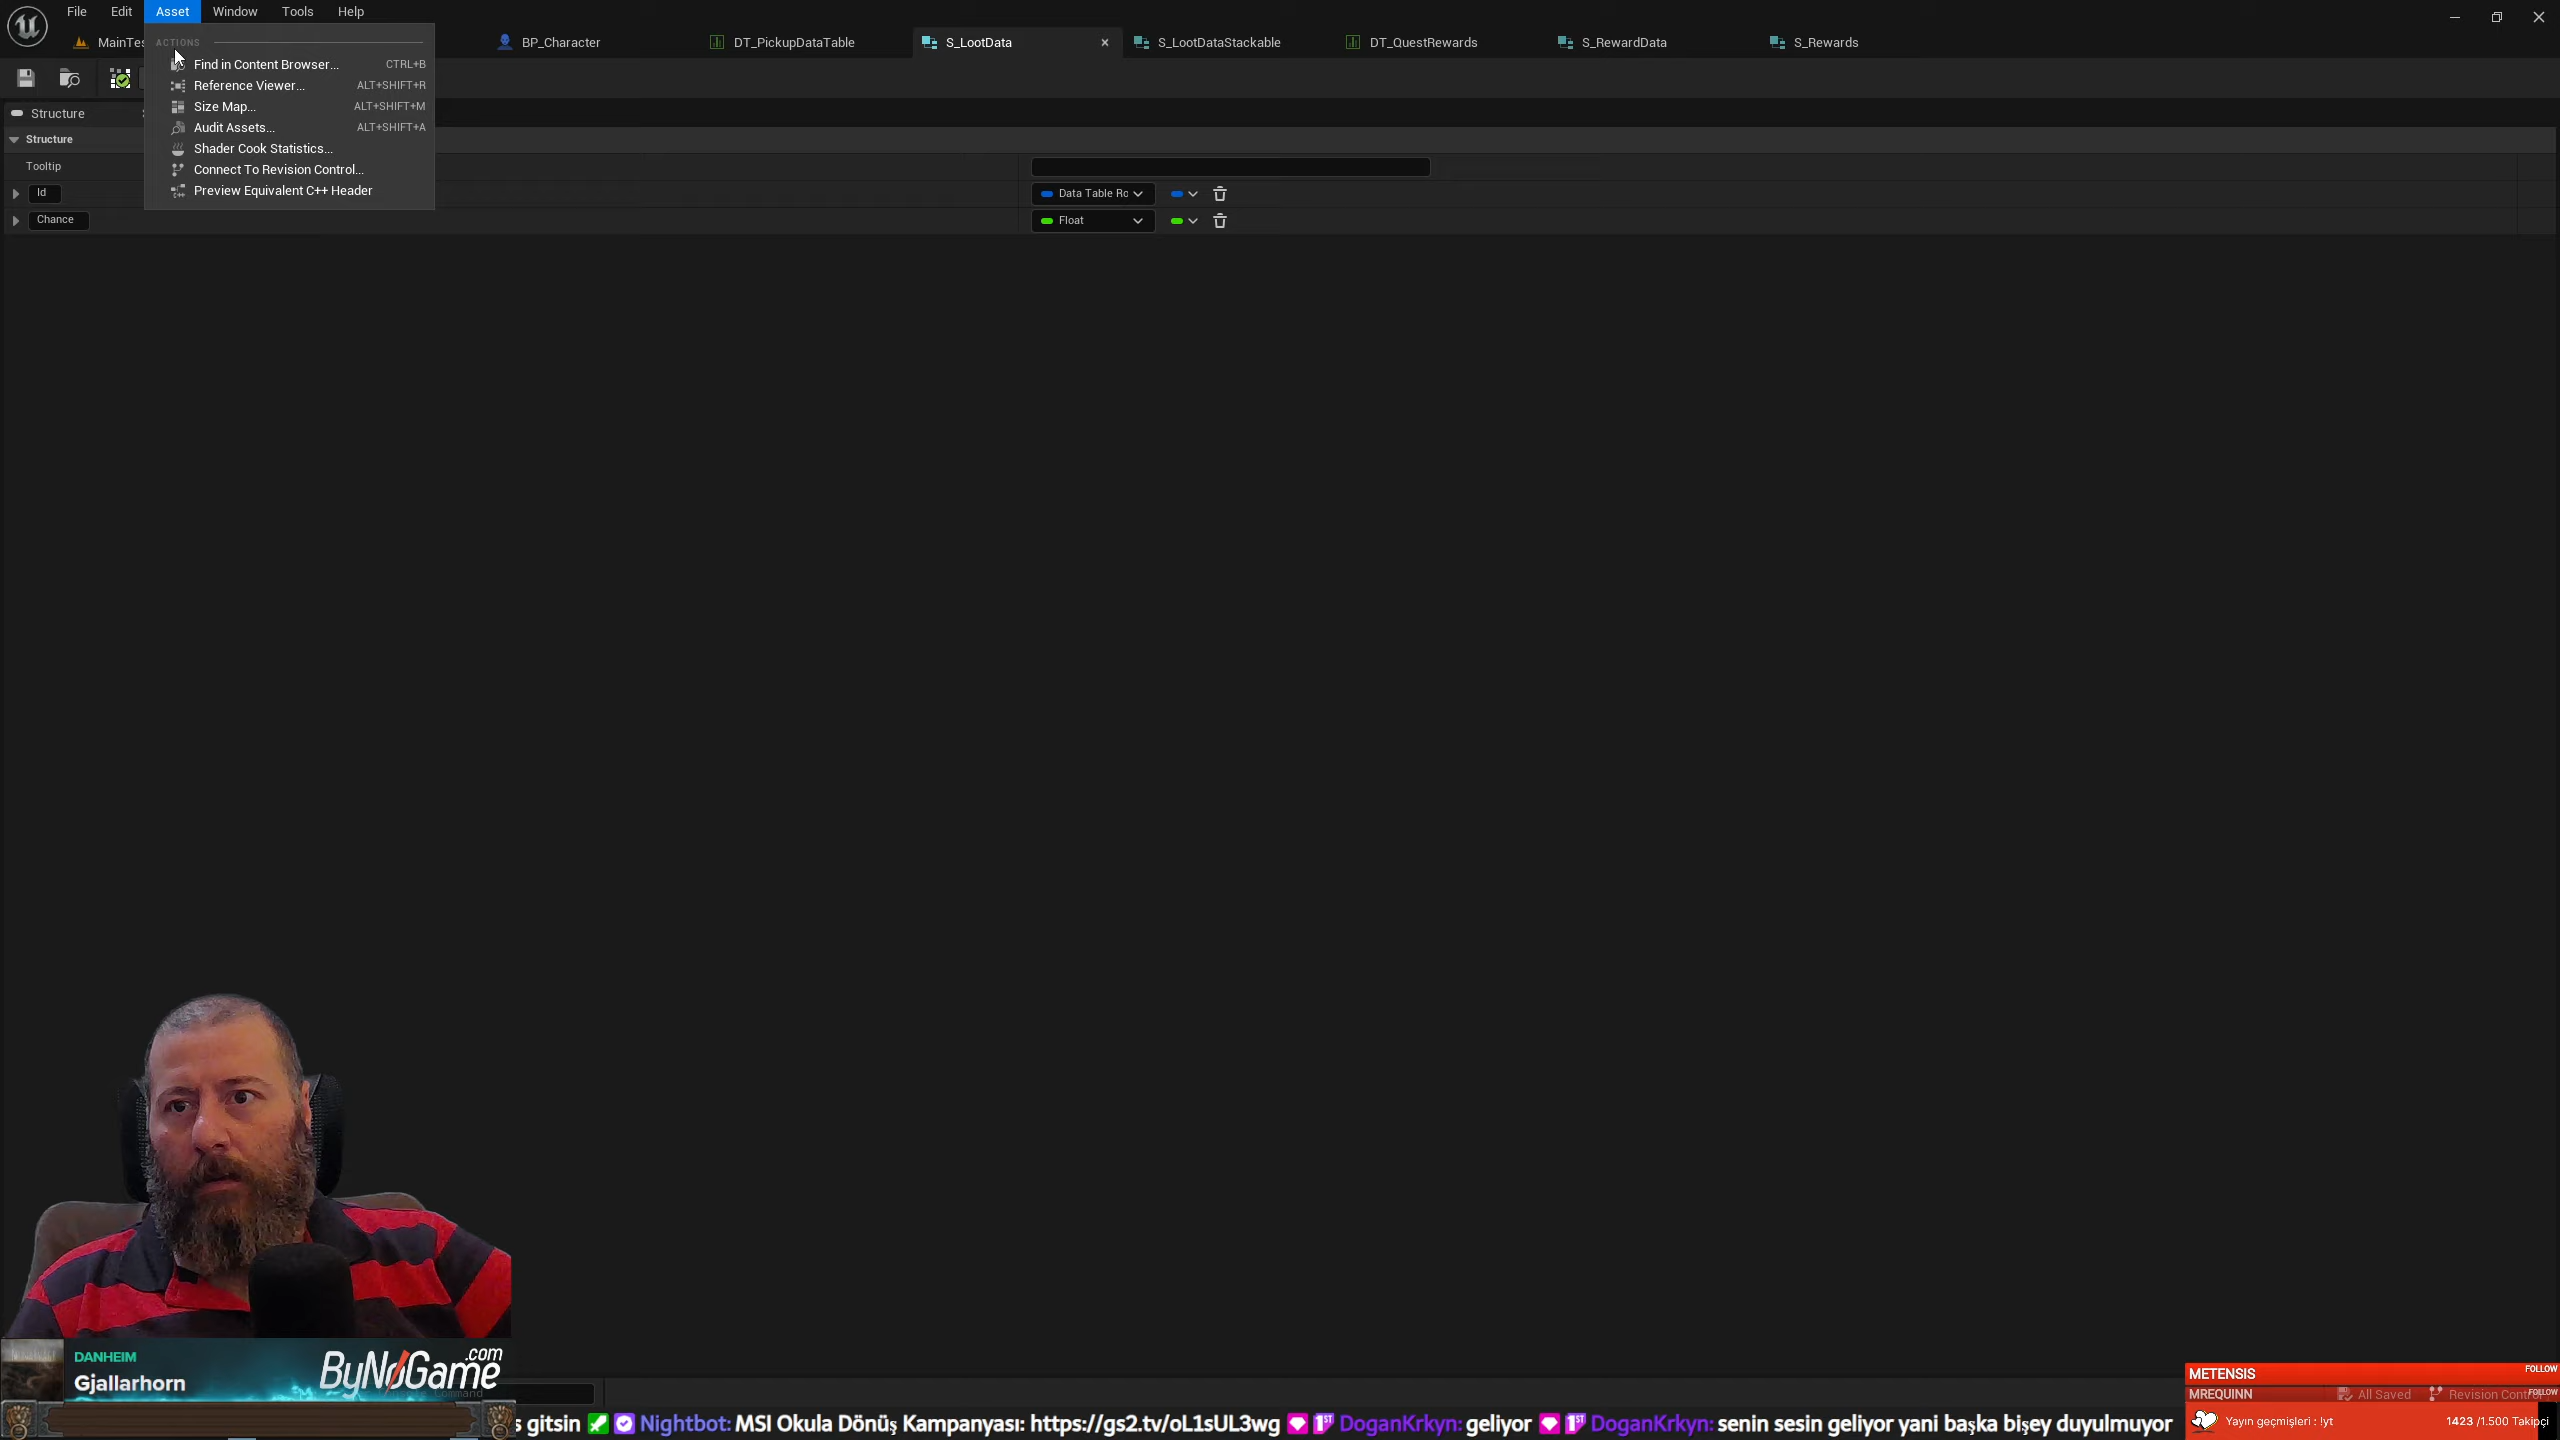 File Edit Asset Window Tools Help
MainTes BP_Character DT_PickupDataTable S_LootData S_LootDataStackable DT_QuestRewards S_RewardData S_Rewards
ACTIONS
Find in Content Browser... CTRL+B
Reference Viewer... ALT+SHIFT+R
Size Map... ALT+SHIFT+M
Audit Assets... ALT+SHIFT+A
Shader Cook Statistics...
Connect To Revision Control...
Preview Equivalent C++ Header
Structure
Structure
Tooltip
Id Data Table Ro
Chance Float
DANHEIM
Gjallarhorn
ByNoGame.com
Command
METENSIS FOLLOW
MREQUINN FOLLOW
All Saved Revision Control
s gitsin Nightbot: MSI Okula Dönüş Kampanyası: https://gs2.tv/oL1sUL3wg 1ST DoganKrkyn: geliyor 1ST DoganKrkyn: senin sesin geliyor yani başka bişey duyulmuyor
Yayın geçmişleri : !yt 1423 /1.500 Takipçi